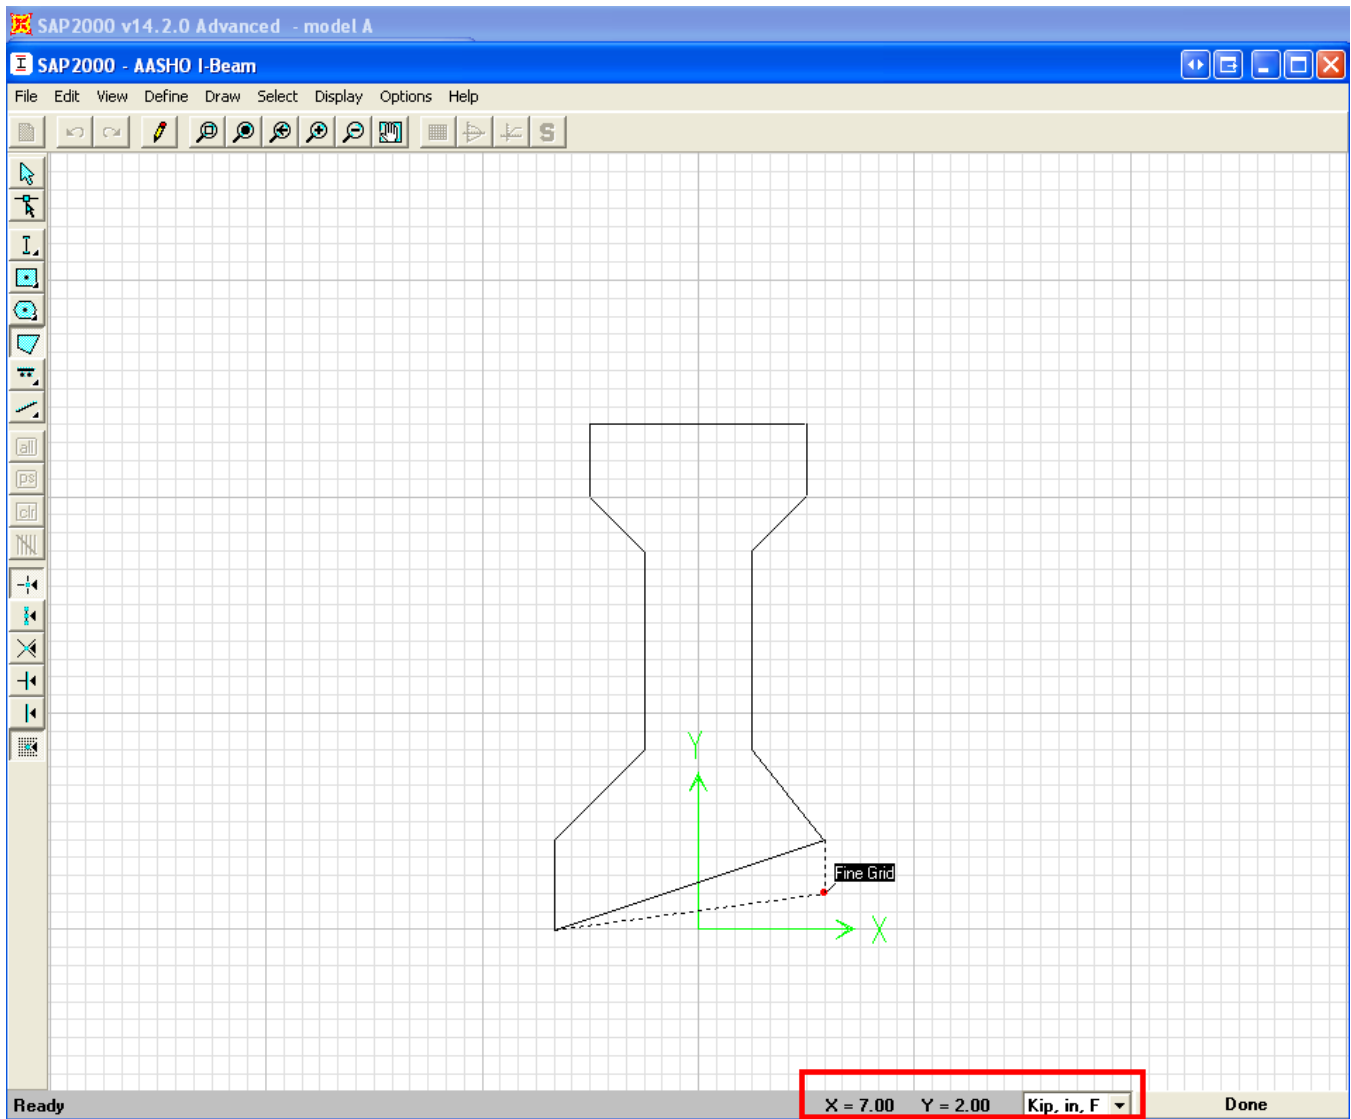 SAP2000 v14.2.0 Advanced - model A
SAP2000 - AASHO I-Beam
File Edit View Define Draw Select Display Options Help
S
all
ps
clr
Y
Fine Grid
X
Ready X = 7.00 Y = 2.00 Kip, in, F Done